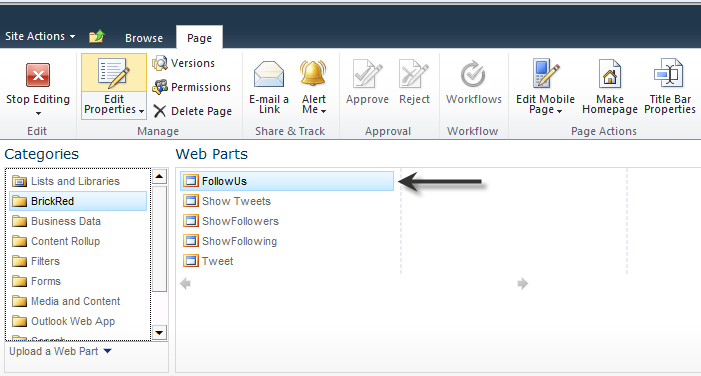 Site Actions
Browse
Page
Stop Editing
Edit Properties
Versions
Permissions
Delete Page
E-mail a Link
Alert Me
Approve
Reject
Workflows
Edit Mobile Page
Make Homepage
Title Bar Properties
Edit
Manage
Share & Track
Approval
Workflow
Page Actions
Categories
Lists and Libraries
BrickRed
Business Data
Content Rollup
Filters
Forms
Media and Content
Outlook Web App
Upload a Web Part
Web Parts
FollowUs
Show Tweets
ShowFollowers
ShowFollowing
Tweet